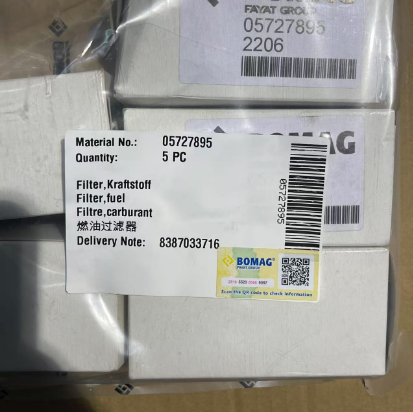 BOMAG
FAYAT GROUP
05727895
2206
BOMAG
Material No.: 05727895
Quantity: 5 PC
Filter,Kraftstoff
Filter,fuel
Filtre,carburant
燃油过滤器
Delivery Note: 8387033716
05727895
BOMAG
FAYAT GROUP
Scan the QR code to check information